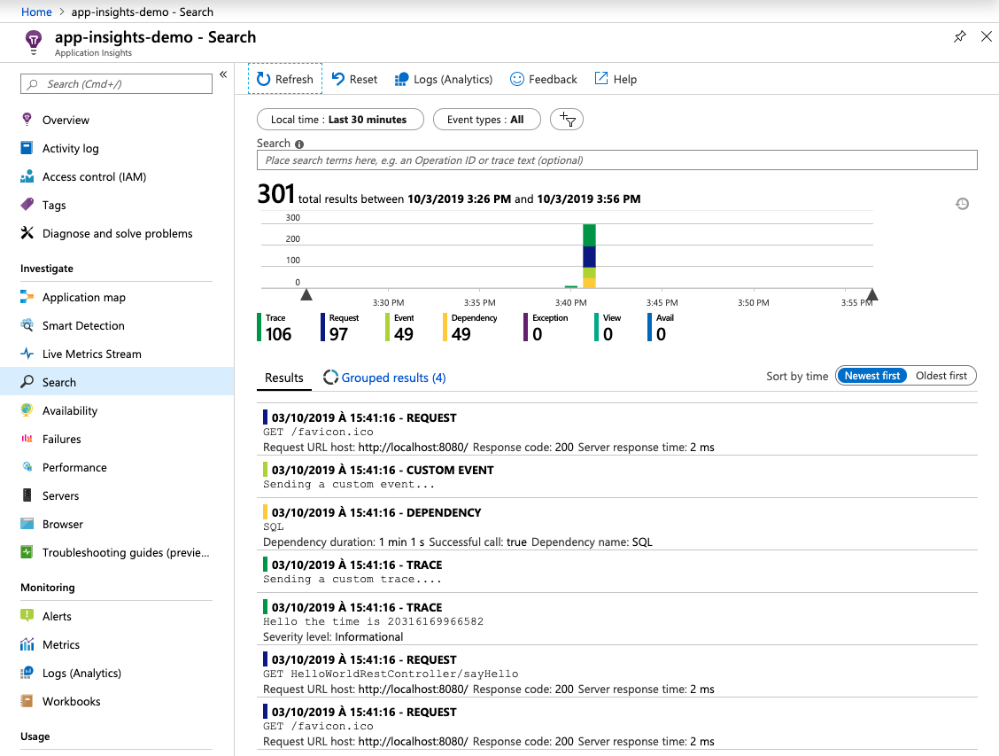 Home > app-insights-demo - Search
app-insights-demo - Search
Application Insights
Search (Cmd+/)
«
Overview
Activity log
Access control (IAM)
Tags
Diagnose and solve problems
Investigate
Application map
Smart Detection
Live Metrics Stream
Search
Availability
Failures
Performance
Servers
Browser
Troubleshooting guides (previe...
Monitoring
Alerts
Metrics
Logs (Analytics)
Workbooks
Usage
Refresh Reset Logs (Analytics) Feedback Help
Local time : Last 30 minutes Event types : All
Search
Place search terms here, e.g. an Operation ID or trace text (optional)
301 total results between 10/3/2019 3:26 PM and 10/3/2019 3:56 PM
300
200
100
0
3:30 PM 3:35 PM 3:40 PM 3:45 PM 3:50 PM 3:55 PM
Trace Request Event Dependency Exception View Avail
106 97 49 49 0 0 0
Results Grouped results (4) Sort by time Newest first Oldest first
03/10/2019 À 15:41:16 - REQUEST
GET /favicon.ico
Request URL host: http://localhost:8080/ Response code: 200 Server response time: 2 ms
03/10/2019 À 15:41:16 - CUSTOM EVENT
Sending a custom event...
03/10/2019 À 15:41:16 - DEPENDENCY
SQL
Dependency duration: 1 min 1 s Successful call: true Dependency name: SQL
03/10/2019 À 15:41:16 - TRACE
Sending a custom trace....
03/10/2019 À 15:41:16 - TRACE
Hello the time is 20316169966582
Severity level: Informational
03/10/2019 À 15:41:16 - REQUEST
GET HelloWorldRestController/sayHello
Request URL host: http://localhost:8080/ Response code: 200 Server response time: 2 ms
03/10/2019 À 15:41:16 - REQUEST
GET /favicon.ico
Request URL host: http://localhost:8080/ Response code: 200 Server response time: 2 ms